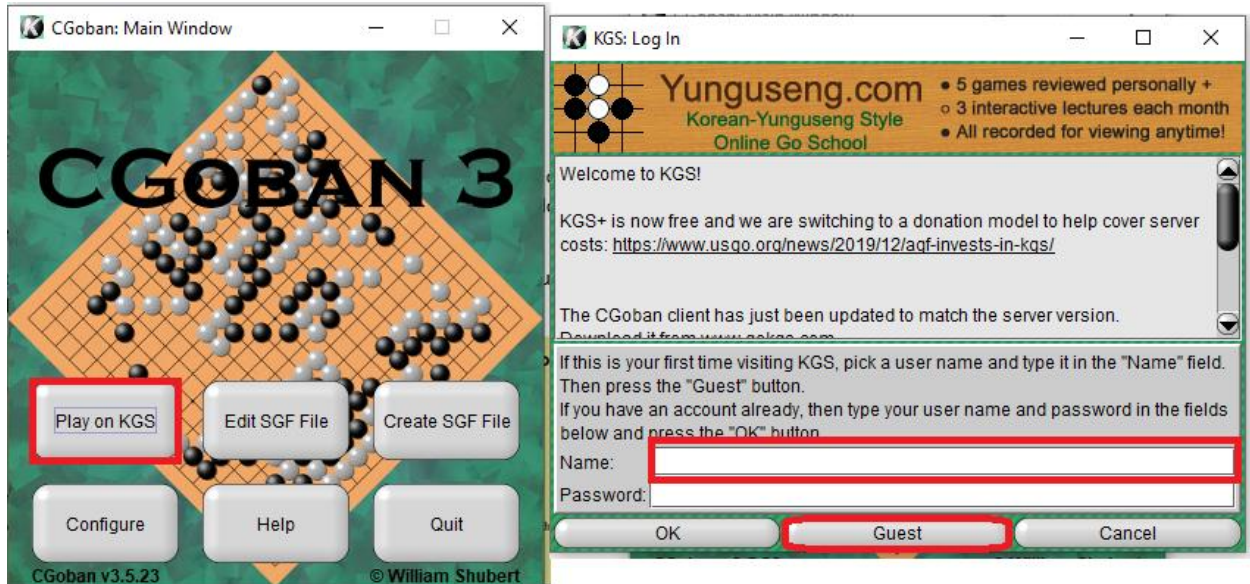 CGoban: Main Window
CGOBAN 3
Play on KGS
Edit SGF File
Create SGF File
Configure
Help
Quit
CGoban v3.5.23
© William Shubert
KGS: Log In
Yunguseng.com
Korean-Yunguseng Style
Online Go School
● 5 games reviewed personally +
○ 3 interactive lectures each month
● All recorded for viewing anytime!
Welcome to KGS!
KGS+ is now free and we are switching to a donation model to help cover server
costs: https://www.usgo.org/news/2019/12/agf-invests-in-kgs/
The CGoban client has just been updated to match the server version.
Download it from www.gokgs.com
If this is your first time visiting KGS, pick a user name and type it in the "Name" field.
Then press the "Guest" button.
If you have an account already, then type your user name and password in the fields
below and press the "OK" button
Name:
Password:
OK
Guest
Cancel